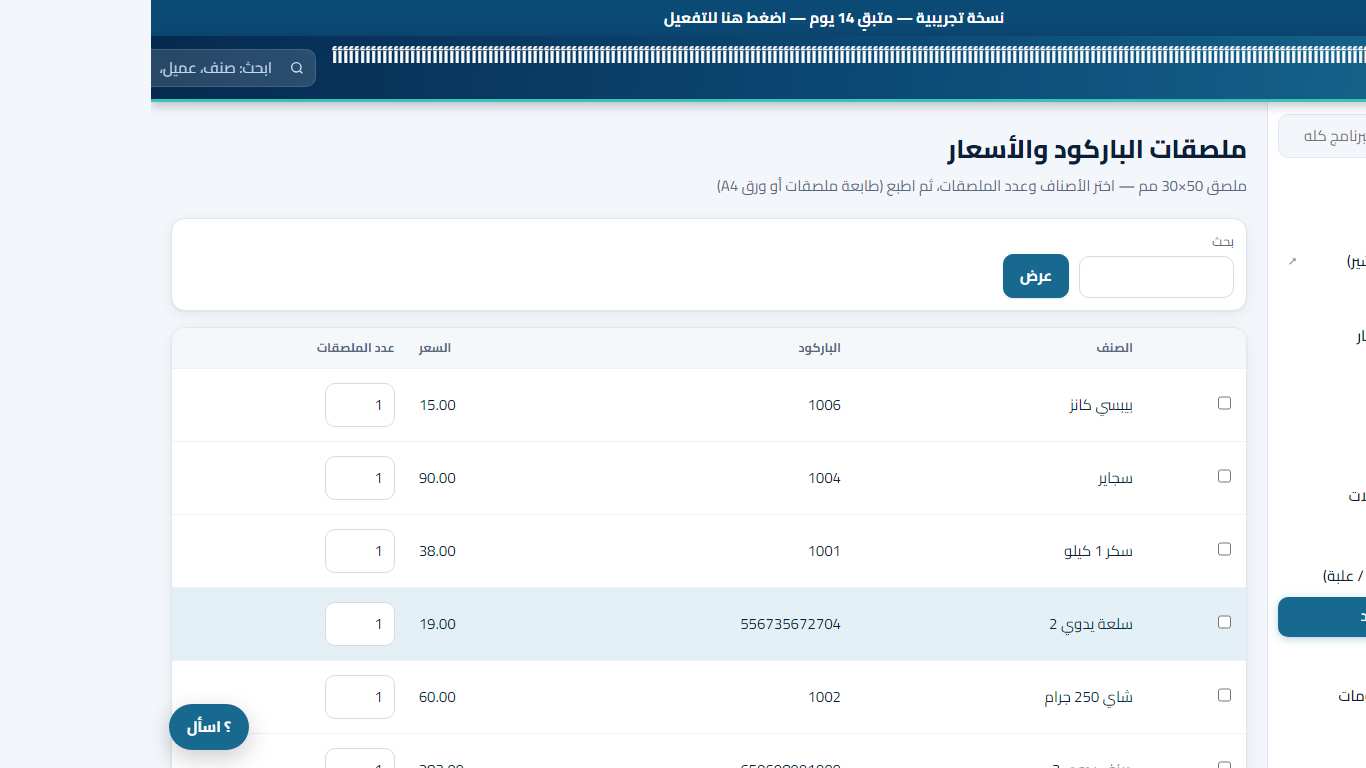 نسخة تجريبية — متبقٍ 14 يوم — اضغط هنا للتفعيل
ابحث: صنف، عميل،
ملصقات الباركود والأسعار
ملصق 50×30 مم — اختر الأصناف وعدد الملصقات، ثم اطبع (طابعة ملصقات أو ورق A4)
بحث
عرض
الصنف الباركود السعر عدد الملصقات
بيبسي كانز 1006 15.00 1
سجاير 1004 90.00 1
سكر 1 كيلو 1001 38.00 1
سلعة يدوي 2 556735672704 19.00 1
شاي 250 جرام 1002 60.00 1
؟ اسأل
كله
/ علبة)